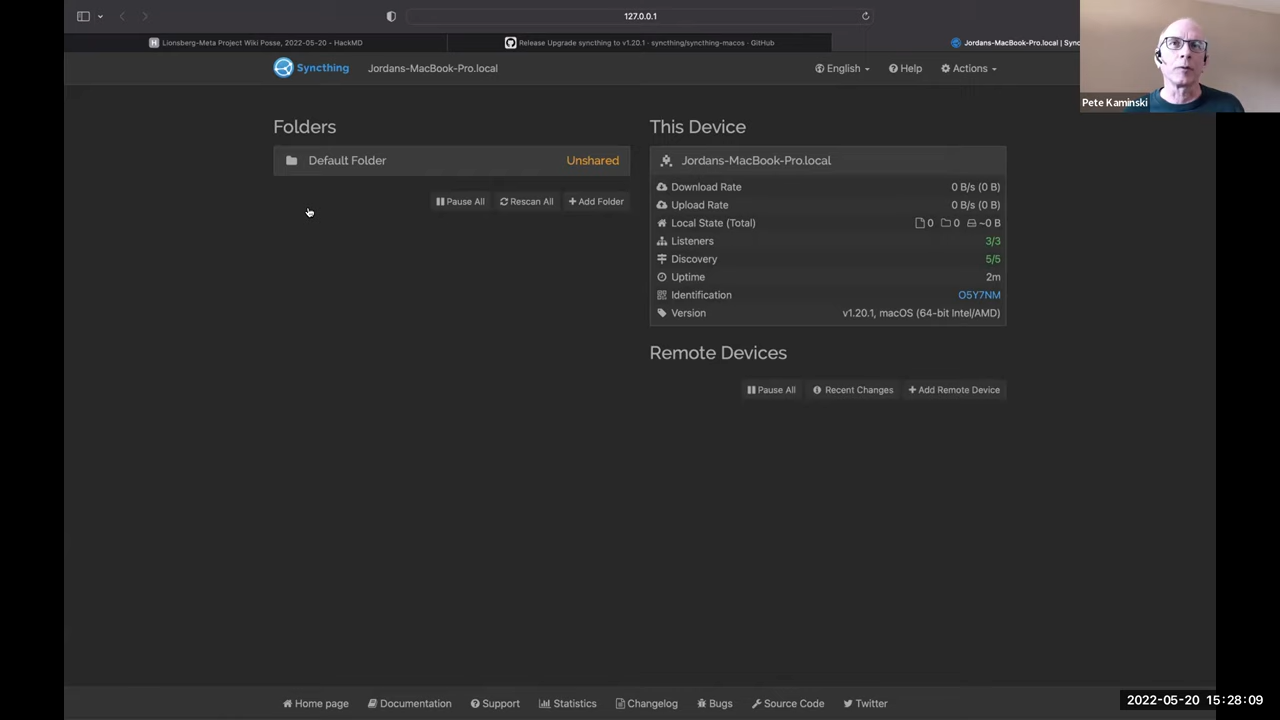 127.0.0.1
Lionsberg-Meta Project Wiki Posse, 2022-05-20 - HackMD
Release Upgrade syncthing to v1.20.1 · syncthing/syncthing-macos · GitHub
Jordans-MacBook-Pro.local | Sync
Pete Kaminski
Syncthing
Jordans-MacBook-Pro.local
English
Help
Actions
Folders
Default Folder
Unshared
Pause All
Rescan All
Add Folder
This Device
Jordans-MacBook-Pro.local
Download Rate 0 B/s (0 B)
Upload Rate 0 B/s (0 B)
Local State (Total) 0 0 ~0 B
Listeners 3/3
Discovery 5/5
Uptime 2m
Identification O5Y7NM
Version v1.20.1, macOS (64-bit Intel/AMD)
Remote Devices
Pause All
Recent Changes
Add Remote Device
Home page
Documentation
Support
Statistics
Changelog
Bugs
Source Code
Twitter
2022-05-20 15:28:09